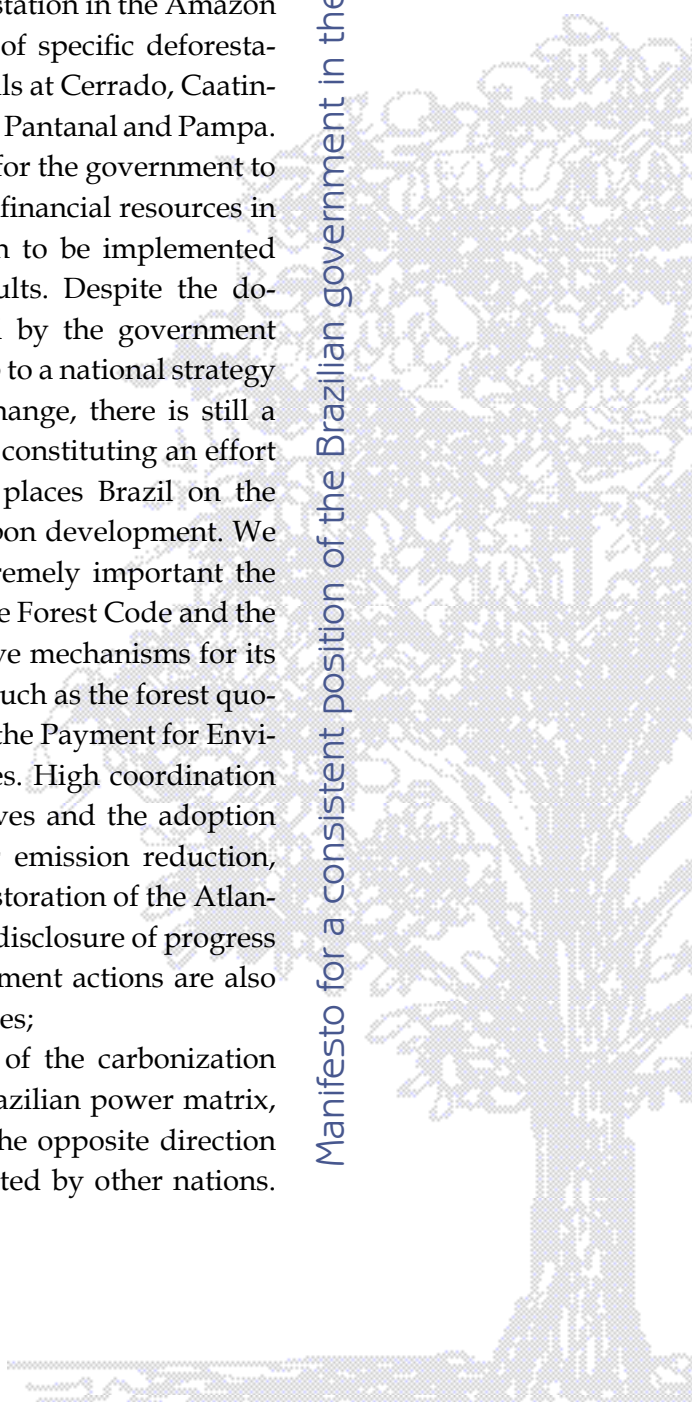 station in the Amazon
of specific deforesta-
lls at Cerrado, Caatin-
Pantanal and Pampa.
for the government to
financial resources in
n to be implemented
ults. Despite the do-
by the government
to a national strategy
hange, there is still a
constituting an effort
places Brazil on the
bon development. We
remely important the
e Forest Code and the
ve mechanisms for its
uch as the forest quo-
the Payment for Envi-
es. High coordination
ves and the adoption
emission reduction,
storation of the Atlan-
disclosure of progress
ment actions are also
es;
of the carbonization
azilian power matrix,
he opposite direction
ted by other nations.
Manifesto for a consistent position of the Brazilian government in the